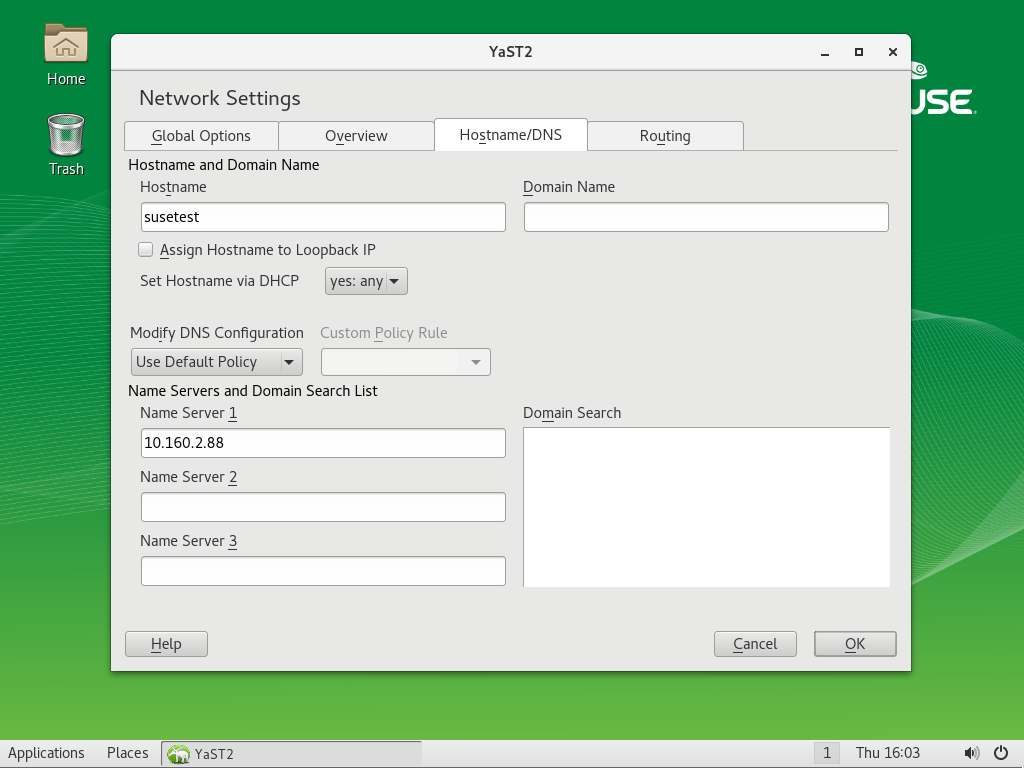 Home
Trash
USE
YaST2
Network Settings
Global Options Overview Hostname/DNS Routing
Hostname and Domain Name
Hostname Domain Name
susetest
Assign Hostname to Loopback IP
Set Hostname via DHCP yes: any
Modify DNS Configuration Custom Policy Rule
Use Default Policy
Name Servers and Domain Search List
Name Server 1 Domain Search
10.160.2.88
Name Server 2
Name Server 3
Help Cancel OK
Applications Places YaST2 1 Thu 16:03